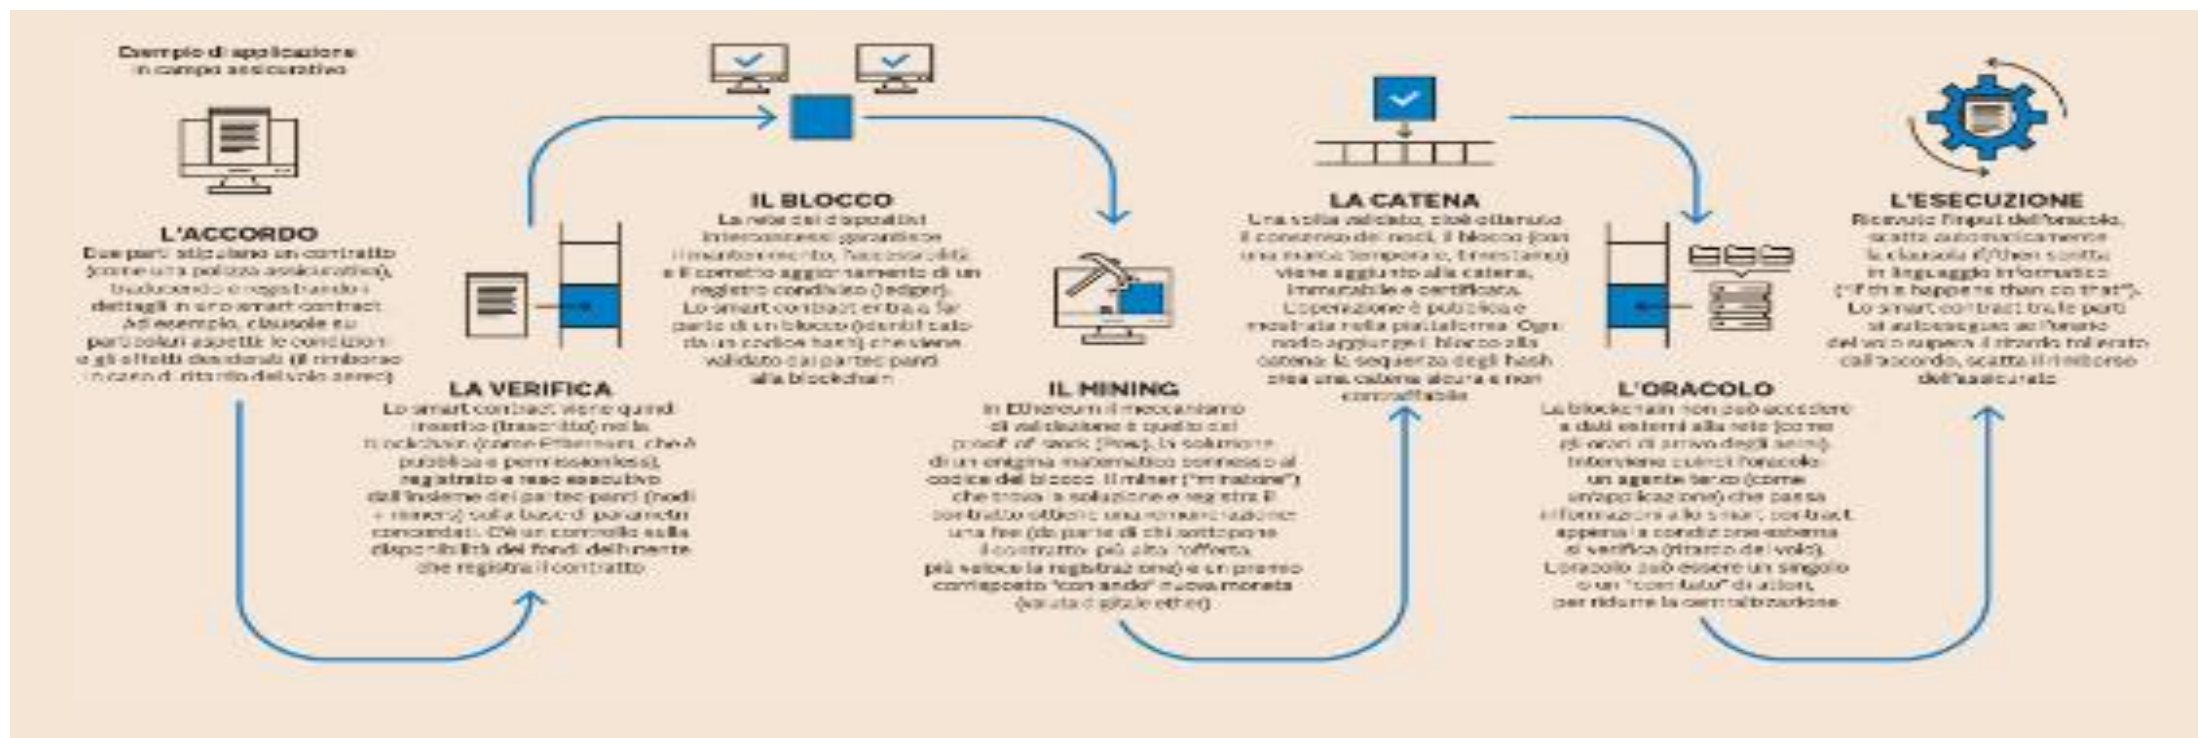 Esempio di applicazione
in campo assicurativo
L'ACCORDO
Due parti stipulano un contratto
(come una polizza assicurativa),
traducendo e registrando i
dettagli in uno smart contract.
Ad esempio, clausole su
particolari aspetti: le condizioni
e gli effetti desiderati (il rimborso
in caso di ritardo del volo aereo)
LA VERIFICA
Lo smart contract viene quindi
inserito (trascritto) nella
blockchain (come Ethereum, che è
pubblica e permissionless),
registrato e reso esecutivo
dall'insieme dei partecipanti (nodi
+ miners) sulla base di parametri
concordati. C'è un controllo sulla
disponibilità dei fondi dell'utente
che registra il contratto
IL BLOCCO
La rete dei dispositivi
interconnessi garantisce
il mantenimento, l'accessibilità
e il corretto aggiornamento di un
registro condiviso (ledger).
Lo smart contract entra a far
parte di un blocco (identificato
da un codice hash) che viene
validato dai partecipanti
alla blockchain
IL MINING
In Ethereum il meccanismo
di validazione è quello del
proof of work (Pow), la soluzione
di un enigma matematico connesso al
codice del blocco. Il miner ("minatore")
che trova la soluzione e registra il
contratto ottiene una remunerazione:
una fee (da parte di chi sottopone
il contratto: più alta l'offerta,
più veloce la registrazione) e un premio
corrisposto "coniando" nuova moneta
(valuta digitale ether)
LA CATENA
Una volta validato, cioè ottenuto
il consenso dei nodi, il blocco (con
una marca temporale, timestamp)
viene aggiunto alla catena,
immutabile e certificata.
L'operazione è pubblica e
mostrata nella piattaforma. Ogni
nodo aggiunge il blocco alla
catena: la sequenza degli hash
crea una catena sicura e non
contraffabile
L'ORACOLO
La blockchain non può accedere
a dati esterni alla rete (come
gli orari di arrivo degli aerei).
Interviene quindi l'oracolo:
un agente terzo (come
un'applicazione) che passa
informazioni allo smart contract
appena la condizione esterna
si verifica (ritardo del volo).
L'oracolo può essere un singolo
o un "comitato" di attori,
per ridurre la centralizzazione
L'ESECUZIONE
Ricevuto l'input dell'oracolo,
scatta automaticamente
la clausola if/then scritta
in linguaggio informatico
("if this happens than do that").
Lo smart contract tra le parti
si autoesegue: se l'orario
del volo supera il ritardo tollerato
dall'accordo, scatta il rimborso
dell'assicurato